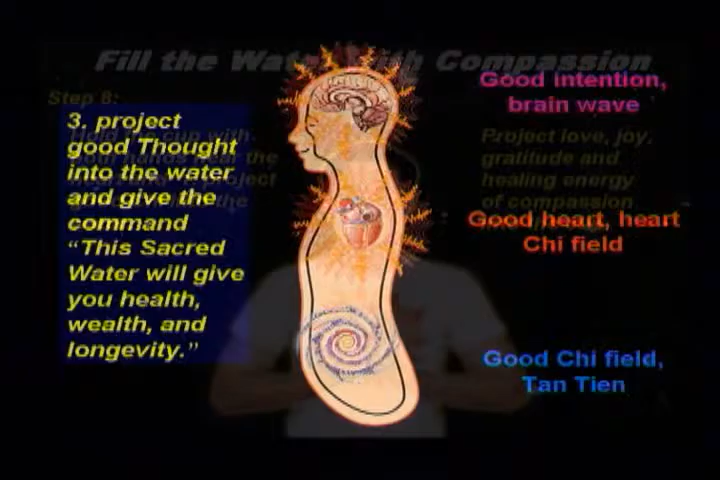 Fill the Water with Compassion
Step 8:
3. project
good Thought
into the water
and give the
command
“This Sacred
Water will give
you health,
wealth, and
longevity.”
Good intention,
brain wave
Project love, joy,
gratitude and
healing energy
of compassion
Good heart, heart
Chi field
Good Chi field,
Tan Tien